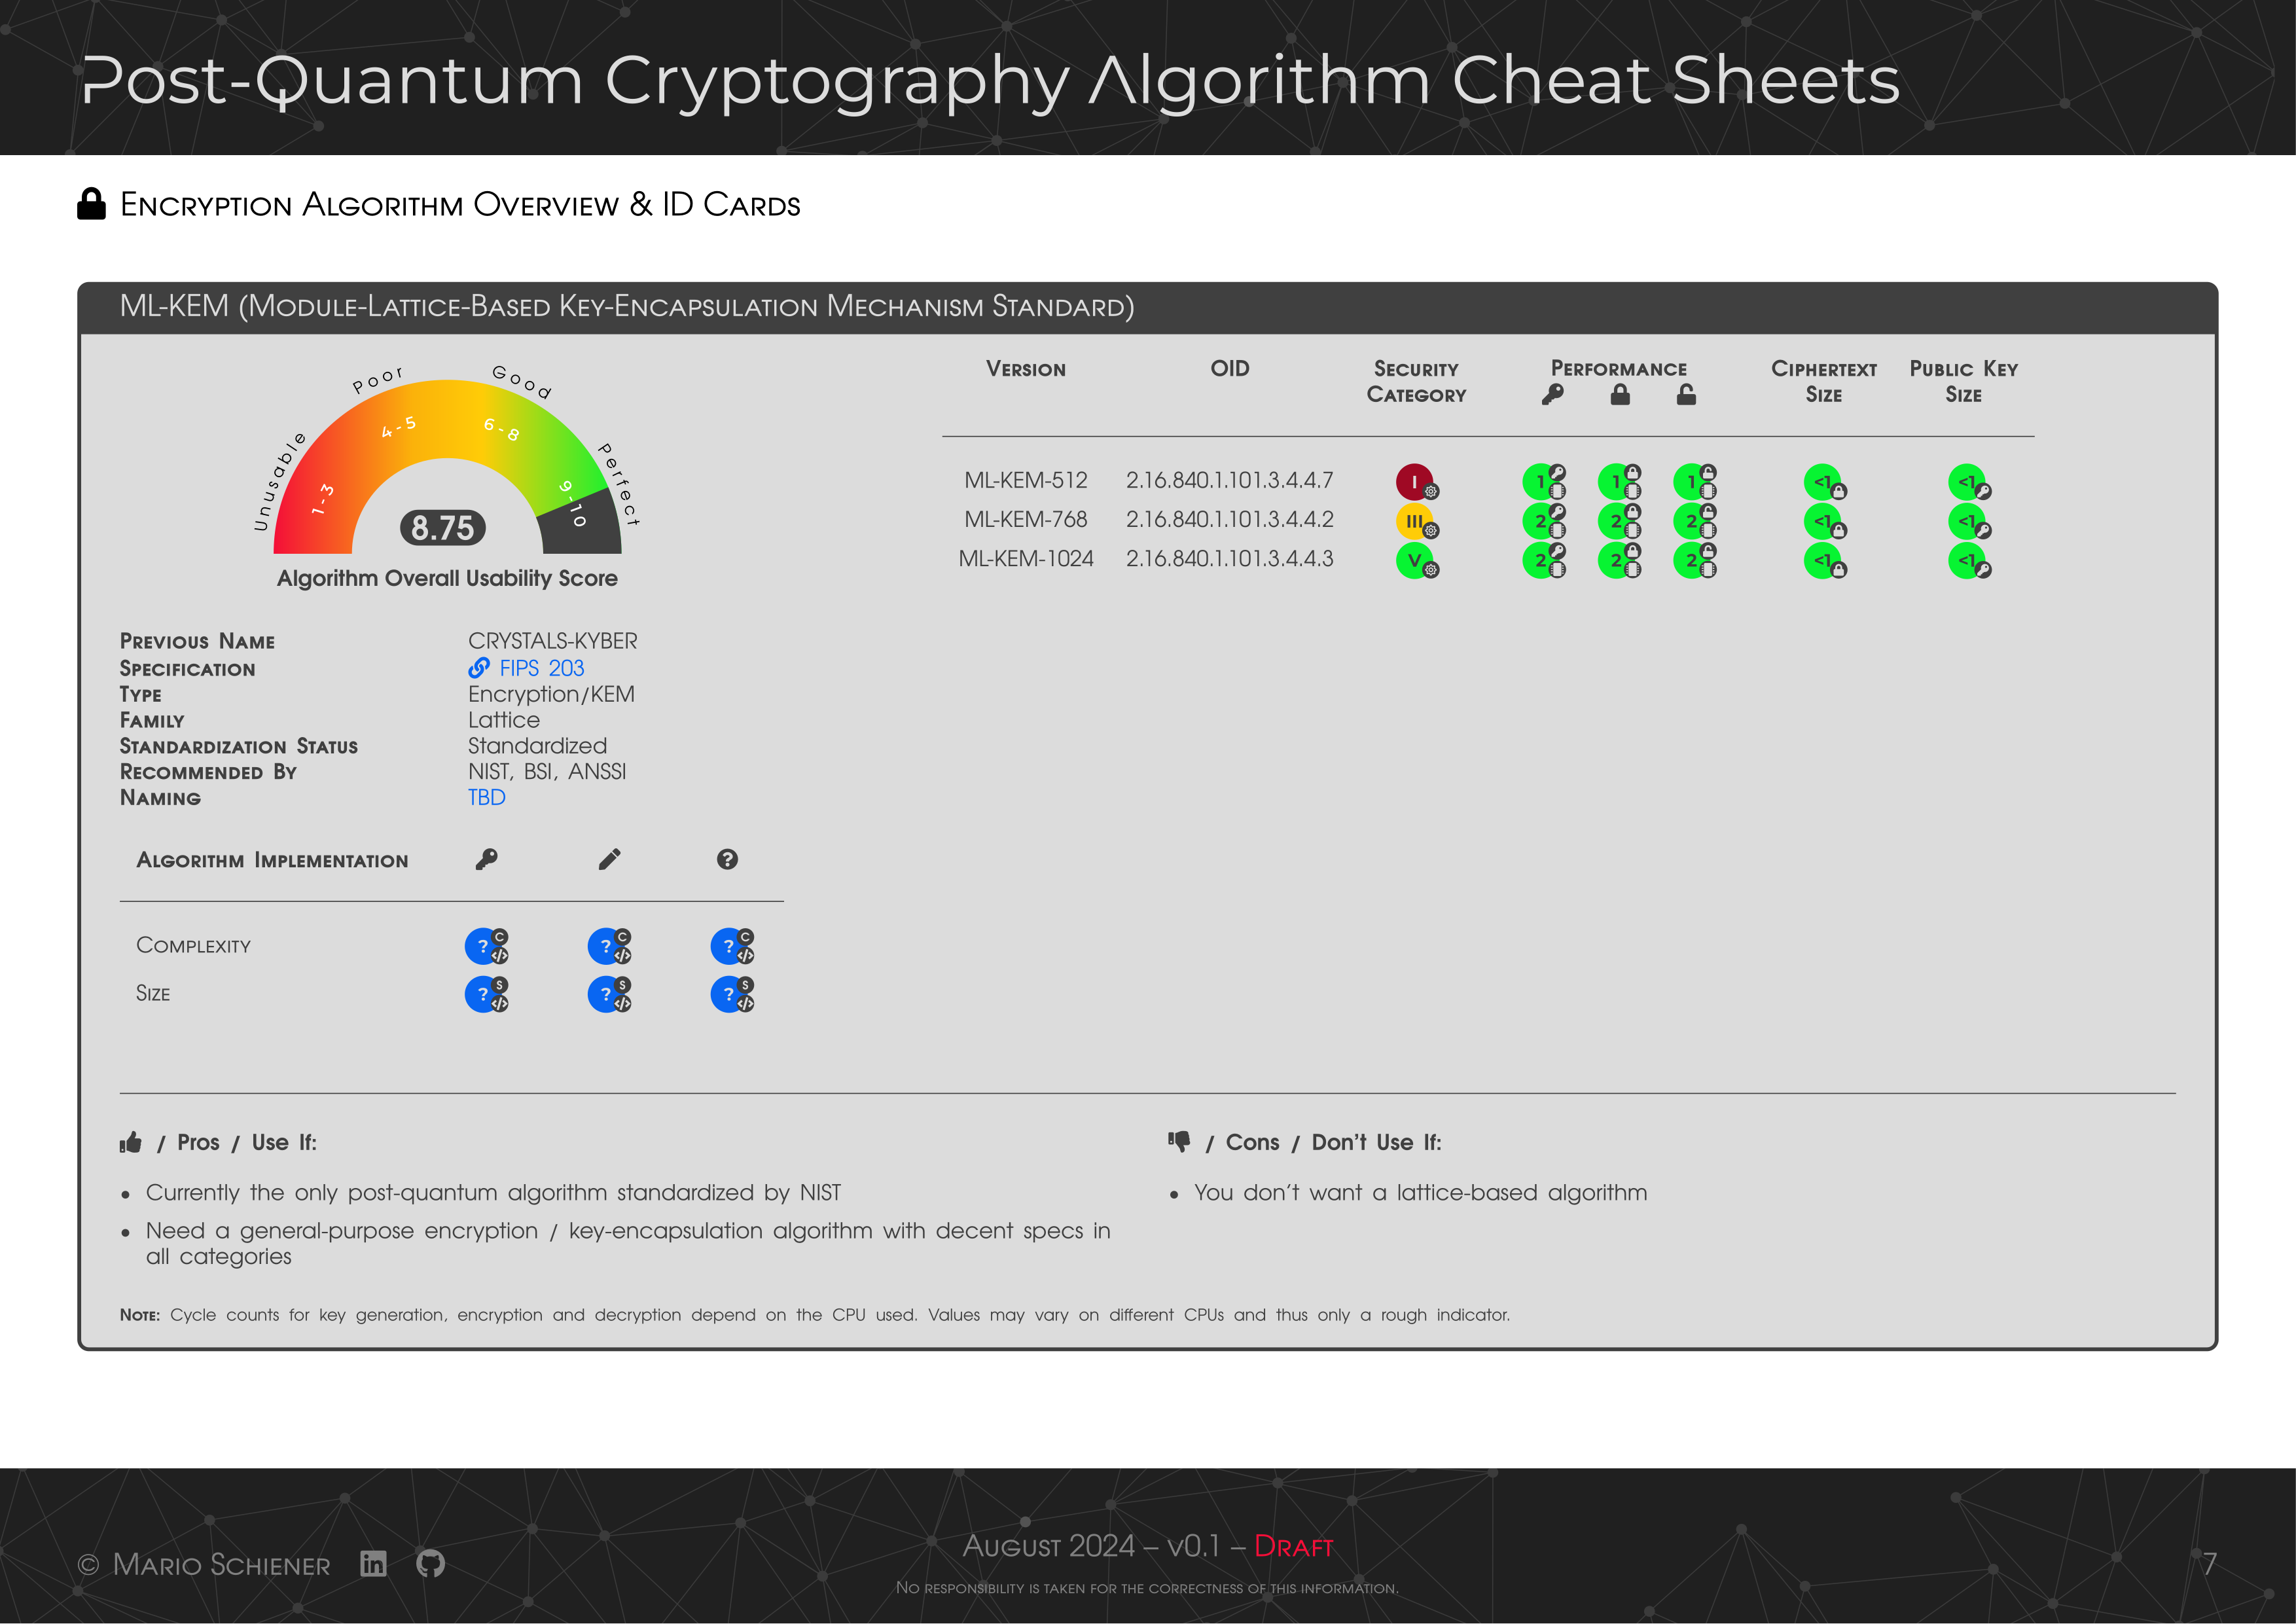 Post-Quantum Cryptography Algorithm Cheat Sheets
Encryption Algorithm Overview & ID Cards
ML-KEM (Module-Lattice-Based Key-Encapsulation Mechanism Standard)
Unusable Poor Good Perfect
1-3 4-5 6-8 9-10
8.75
Algorithm Overall Usability Score
Previous Name CRYSTALS-KYBER
Specification FIPS 203
Type Encryption/KEM
Family Lattice
Standardization Status Standardized
Recommended By NIST, BSI, ANSSI
Naming TBD
Algorithm Implementation ?
Complexity ? C </> ? C </> ? C </>
Size ? S </> ? S </> ? S </>
Version OID Security Performance Ciphertext Public Key
Category Size Size
ML-KEM-512 2.16.840.1.101.3.4.4.7 I 1 1 1 <1 <1
ML-KEM-768 2.16.840.1.101.3.4.4.2 III 2 2 2 <1 <1
ML-KEM-1024 2.16.840.1.101.3.4.4.3 V 2 2 2 <1 <1
/ Pros / Use If:
• Currently the only post-quantum algorithm standardized by NIST
• Need a general-purpose encryption / key-encapsulation algorithm with decent specs in
all categories
/ Cons / Don't Use If:
• You don't want a lattice-based algorithm
Note: Cycle counts for key generation, encryption and decryption depend on the CPU used. Values may vary on different CPUs and thus only a rough indicator.
© Mario Schiener in
August 2024 – v0.1 – Draft
No responsibility is taken for the correctness of this information.
7